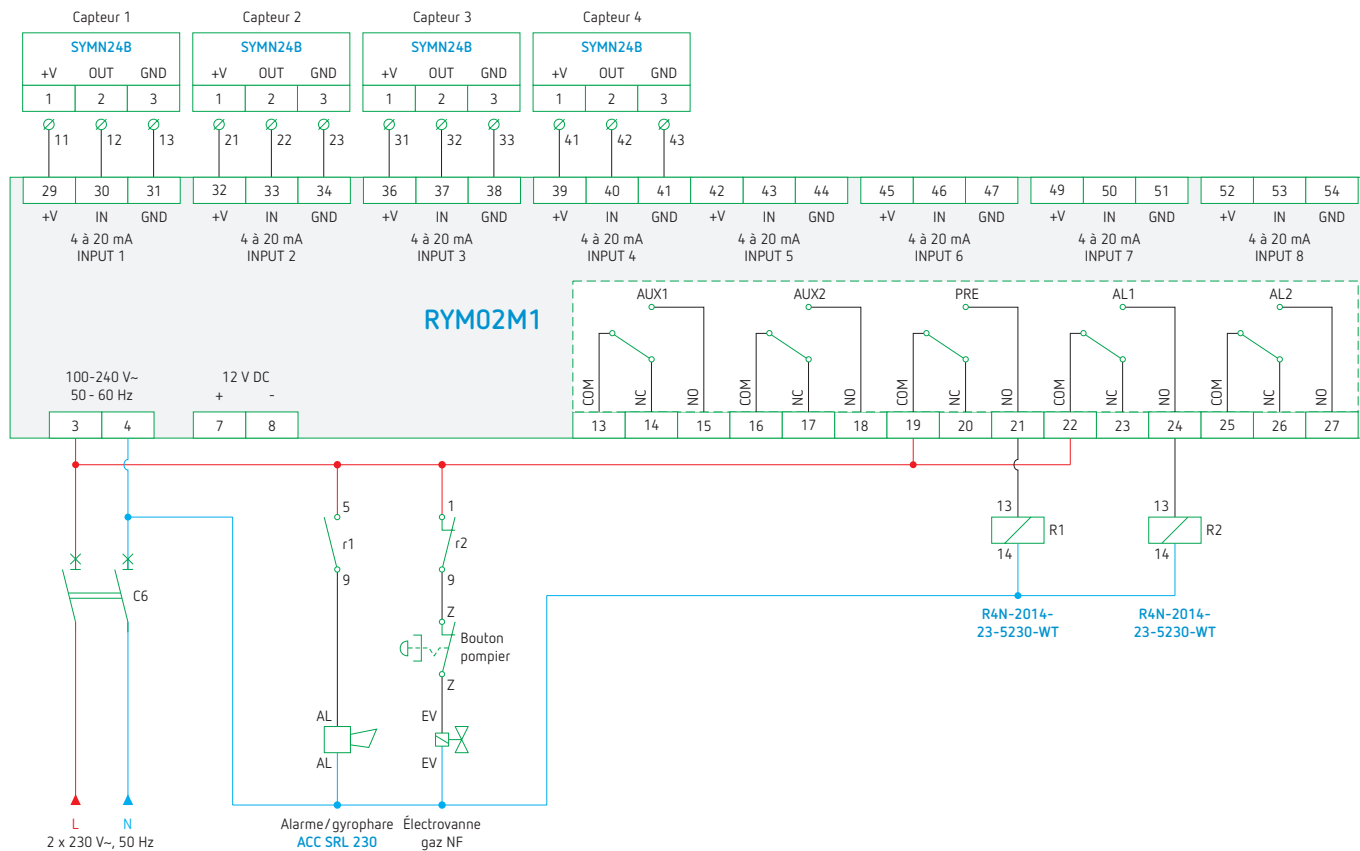 Capteur 1 Capteur 2 Capteur 3 Capteur 4
SYMN24B SYMN24B SYMN24B SYMN24B
+V OUT GND +V OUT GND +V OUT GND +V OUT GND
1 2 3 1 2 3 1 2 3 1 2 3
11 12 13 21 22 23 31 32 33 41 42 43
29 30 31 32 33 34 36 37 38 39 40 41 42 43 44 45 46 47 49 50 51 52 53 54
+V IN GND +V IN GND +V IN GND +V IN GND +V IN GND +V IN GND +V IN GND +V IN GND
4 à 20 mA 4 à 20 mA 4 à 20 mA 4 à 20 mA 4 à 20 mA 4 à 20 mA 4 à 20 mA 4 à 20 mA
INPUT 1 INPUT 2 INPUT 3 INPUT 4 INPUT 5 INPUT 6 INPUT 7 INPUT 8
AUX1 AUX2 PRE AL1 AL2
RYM02M1
100-240 V~ 12 V DC
50 - 60 Hz + -
COM NC NO COM NC NO COM NC NO COM NC NO COM NC NO
3 4 7 8 13 14 15 16 17 18 19 20 21 22 23 24 25 26 27
5 1 13 13
r1 r2 R1 R2
9 9 14 14
C6
Z
Bouton
pompier
Z
R4N-2014- R4N-2014-
23-5230-WT 23-5230-WT
AL EV
AL EV
L N
2 x 230 V~, 50 Hz
Alarme/gyrophare Électrovanne
ACC SRL 230 gaz NF